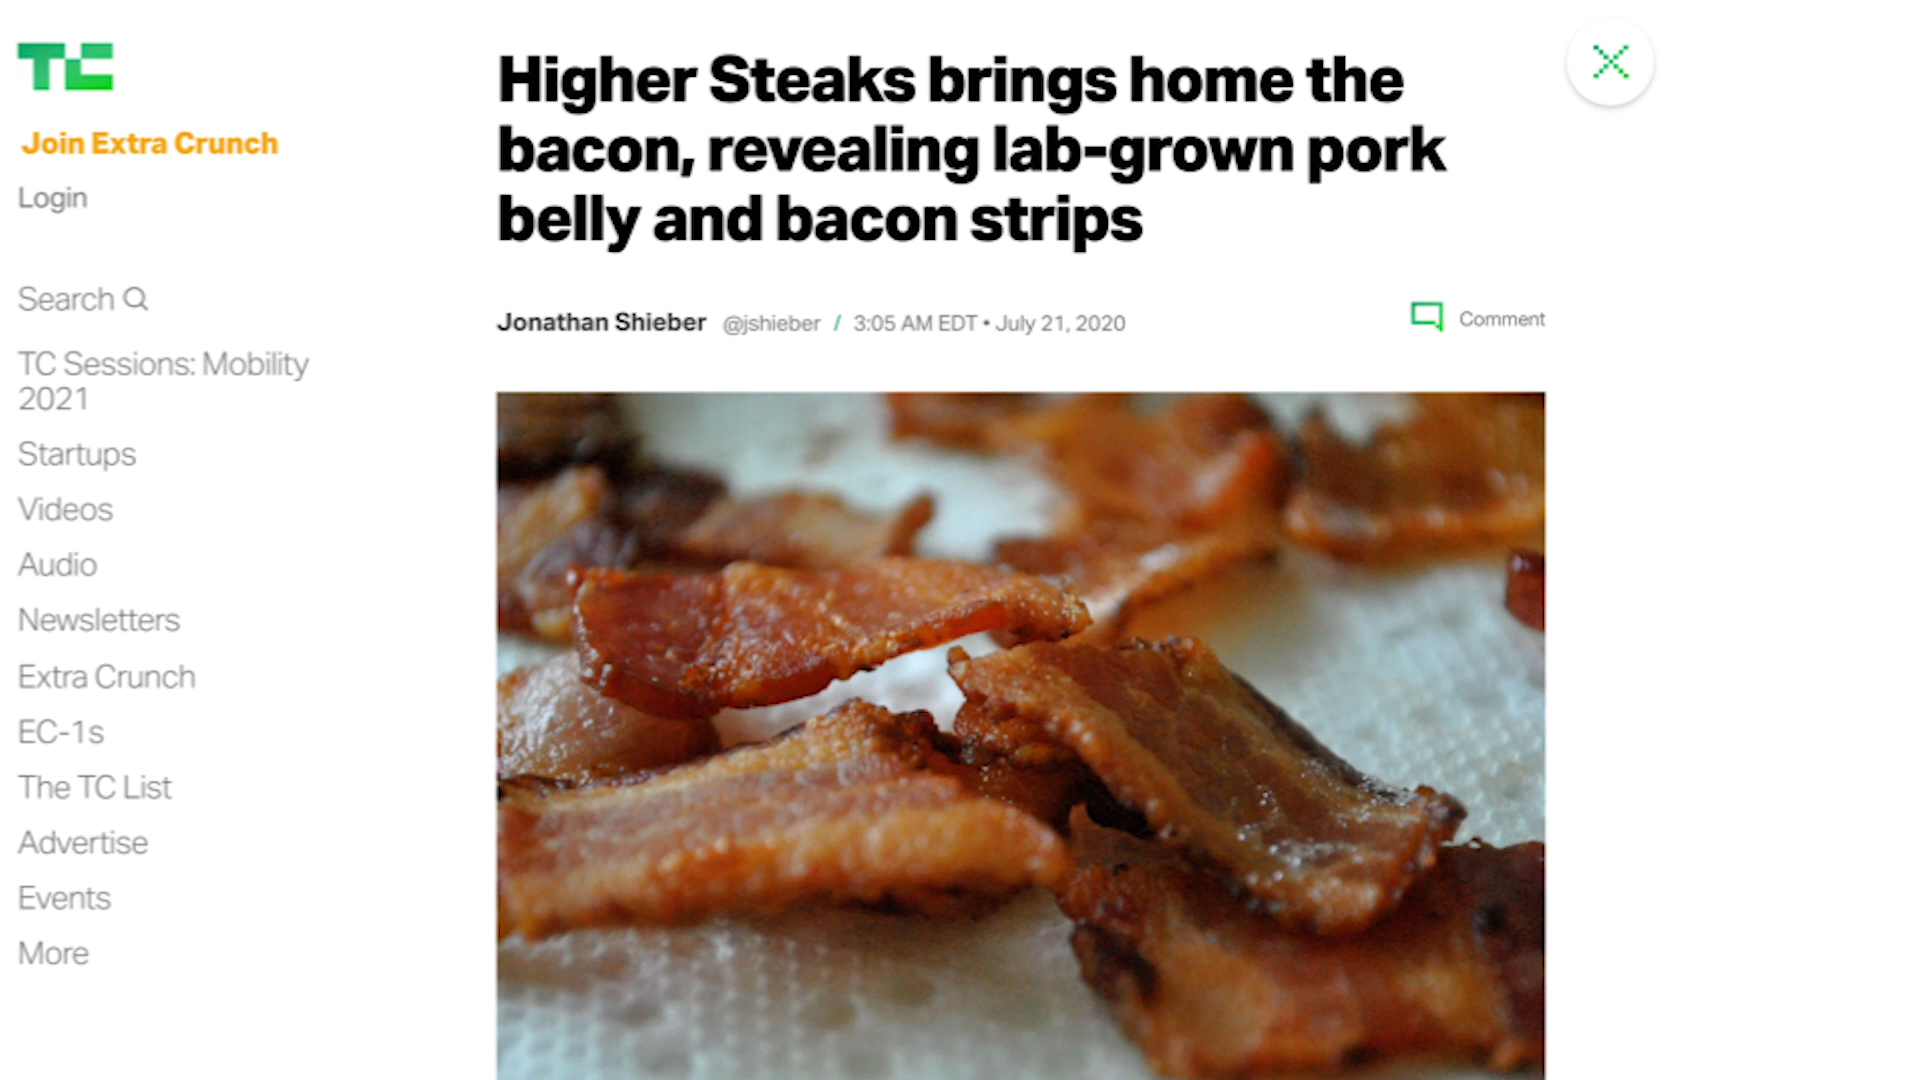 TC
Join Extra Crunch
Login
Search
TC Sessions: Mobility
2021
Startups
Videos
Audio
Newsletters
Extra Crunch
EC-1s
The TC List
Advertise
Events
More
Higher Steaks brings home the
bacon, revealing lab-grown pork
belly and bacon strips
Jonathan Shieber @jshieber / 3:05 AM EDT • July 21, 2020
Comment